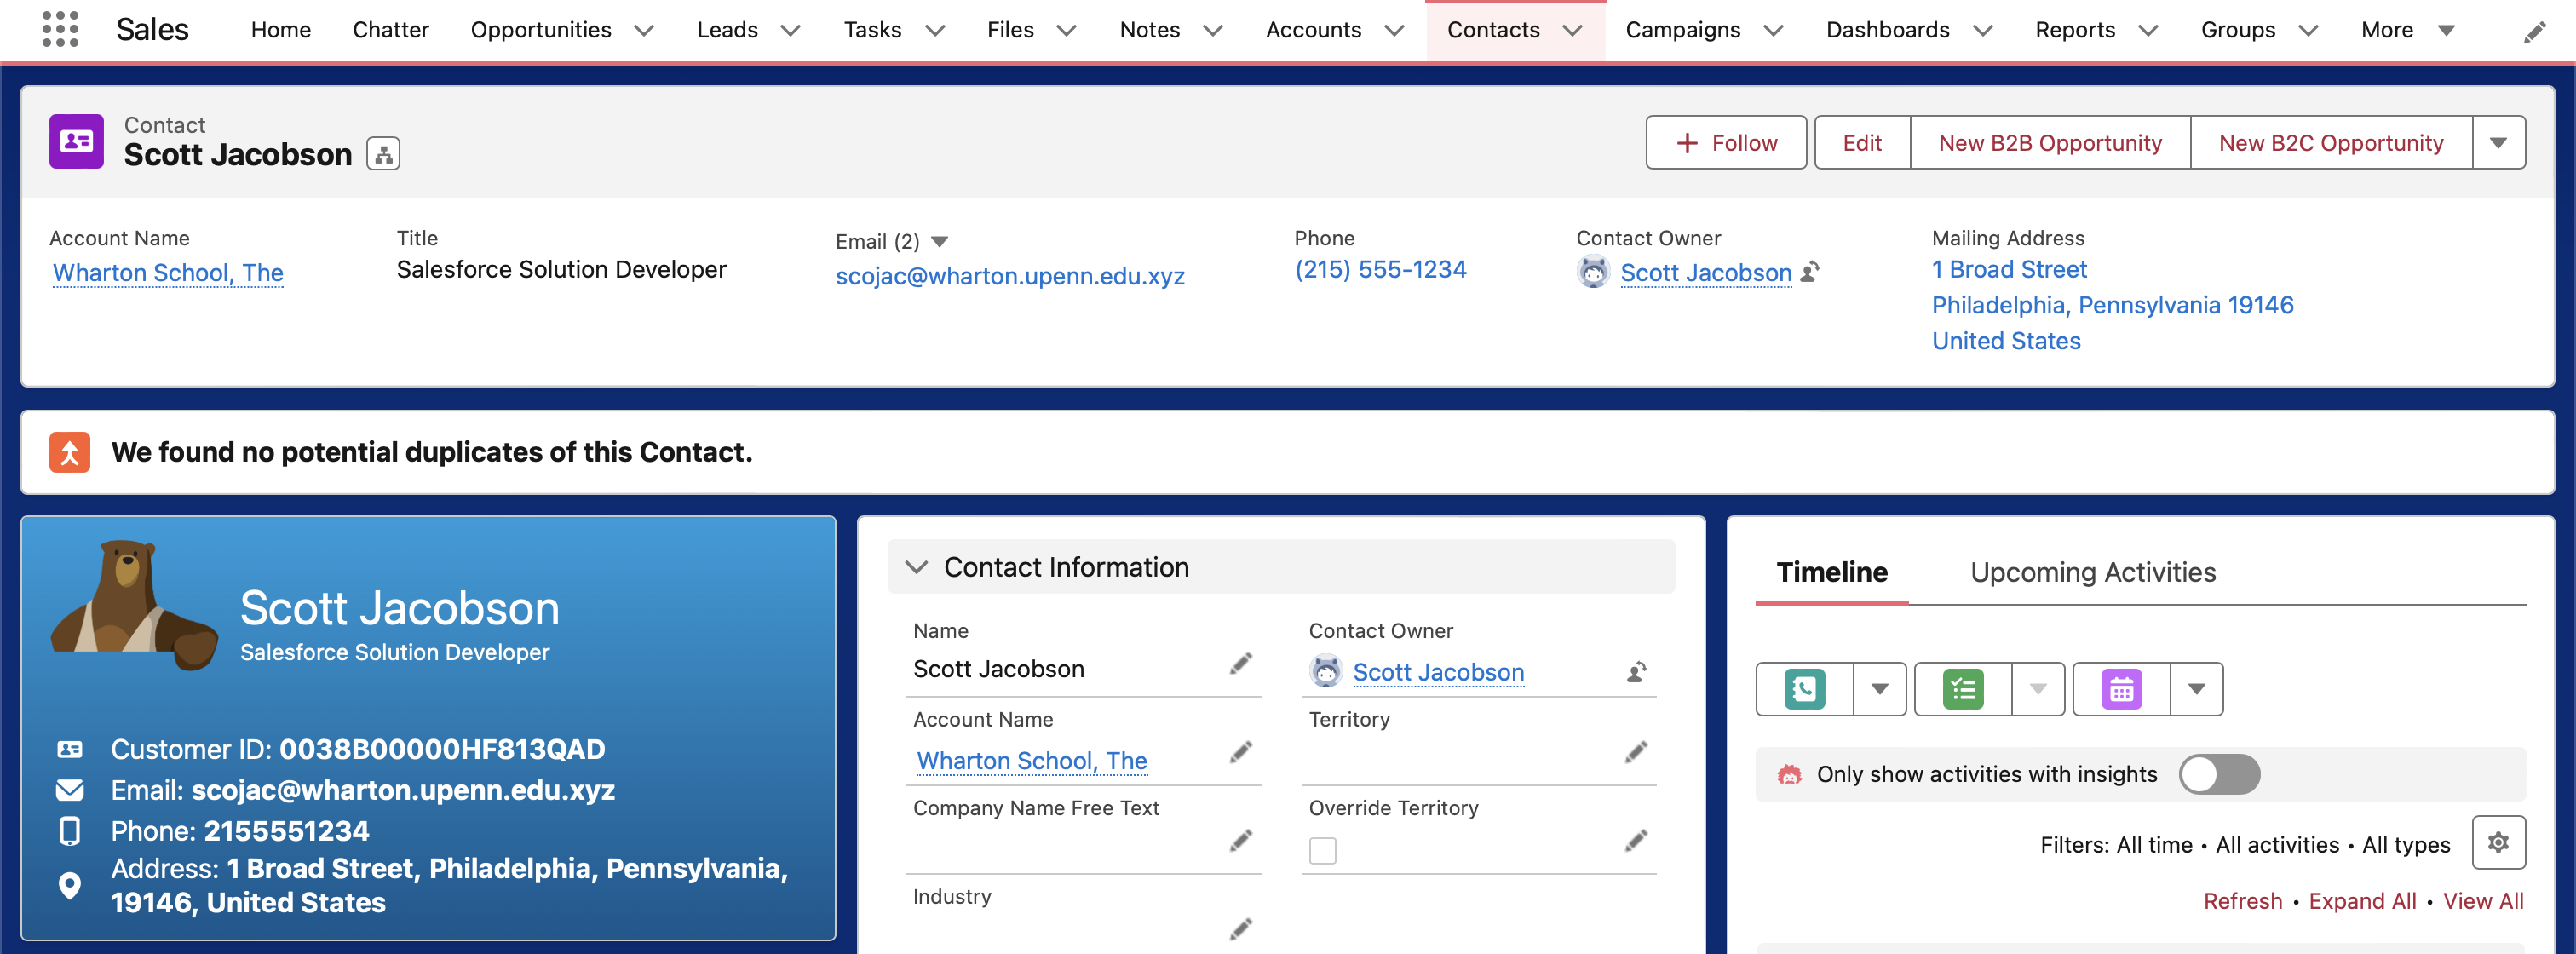 Sales Home Chatter Opportunities Leads Tasks Files Notes Accounts Contacts Campaigns Dashboards Reports Groups More
Contact
Scott Jacobson
Follow Edit New B2B Opportunity New B2C Opportunity
Account Name
Wharton School, The
Title
Salesforce Solution Developer
Email (2)
scojac@wharton.upenn.edu.xyz
Phone
(215) 555-1234
Contact Owner
Scott Jacobson
Mailing Address
1 Broad Street
Philadelphia, Pennsylvania 19146
United States
We found no potential duplicates of this Contact.
Scott Jacobson
Salesforce Solution Developer
Customer ID: 0038B00000HF813QAD
Email: scojac@wharton.upenn.edu.xyz
Phone: 2155551234
Address: 1 Broad Street, Philadelphia, Pennsylvania,
19146, United States
Contact Information
Name
Scott Jacobson
Contact Owner
Scott Jacobson
Account Name
Wharton School, The
Territory
Company Name Free Text
Override Territory
Industry
Timeline Upcoming Activities
Only show activities with insights
Filters: All time • All activities • All types
Refresh • Expand All • View All